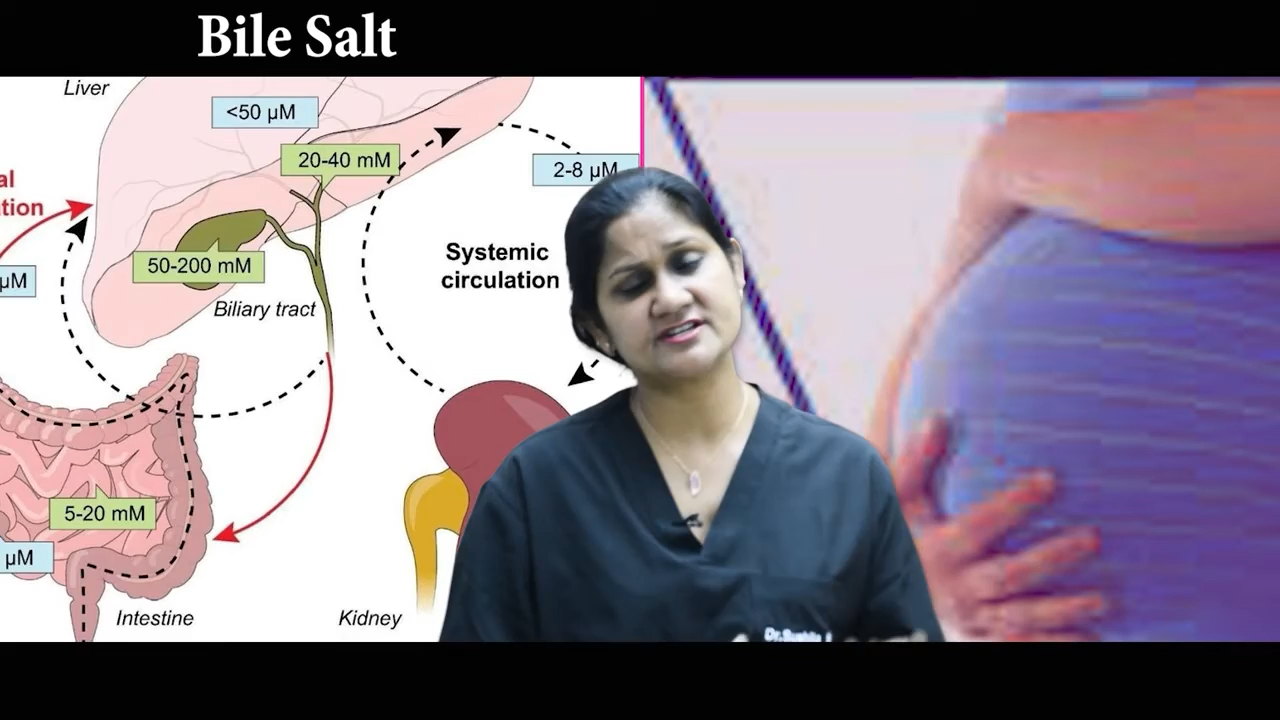 Bile Salt
Liver
<50 µM
20-40 mM
2-8 µM
al
tion
50-200 mM
µM
Systemic
circulation
Biliary tract
5-20 mM
µM
Intestine
Kidney